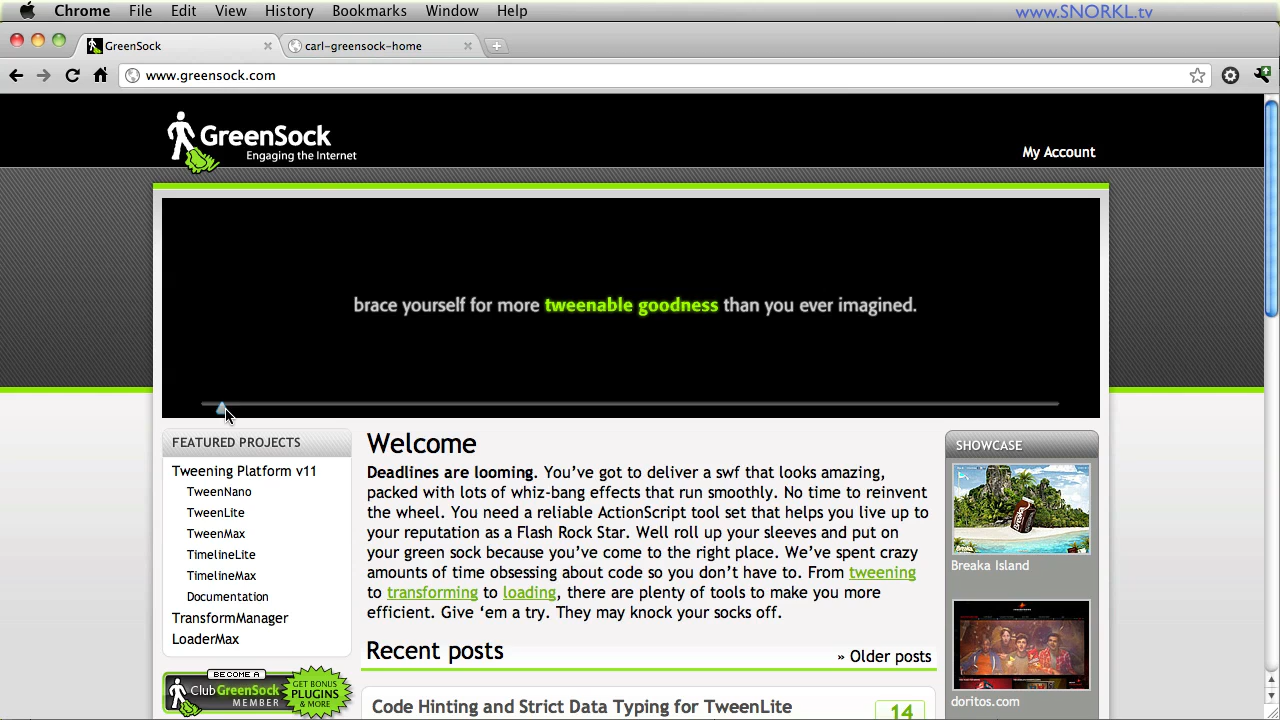 Chrome File Edit View History Bookmarks Window Help
www.SNORKL.tv
GreenSock
carl-greensock-home
www.greensock.com
GreenSock
Engaging the Internet
My Account
brace yourself for more tweenable goodness than you ever imagined.
FEATURED PROJECTS
Tweening Platform v11
TweenNano
TweenLite
TweenMax
TimelineLite
TimelineMax
Documentation
TransformManager
LoaderMax
BECOME A
ClubGreenSock
MEMBER
GET BONUS
PLUGINS
& MORE
Welcome
Deadlines are looming. You’ve got to deliver a swf that looks amazing,
packed with lots of whiz-bang effects that run smoothly. No time to reinvent
the wheel. You need a reliable ActionScript tool set that helps you live up to
your reputation as a Flash Rock Star. Well roll up your sleeves and put on
your green sock because you’ve come to the right place. We’ve spent crazy
amounts of time obsessing about code so you don’t have to. From tweening
to transforming to loading, there are plenty of tools to make you more
efficient. Give ‘em a try. They may knock your socks off.
Recent posts
» Older posts
Code Hinting and Strict Data Typing for TweenLite
14
SHOWCASE
Breaka Island
doritos.com